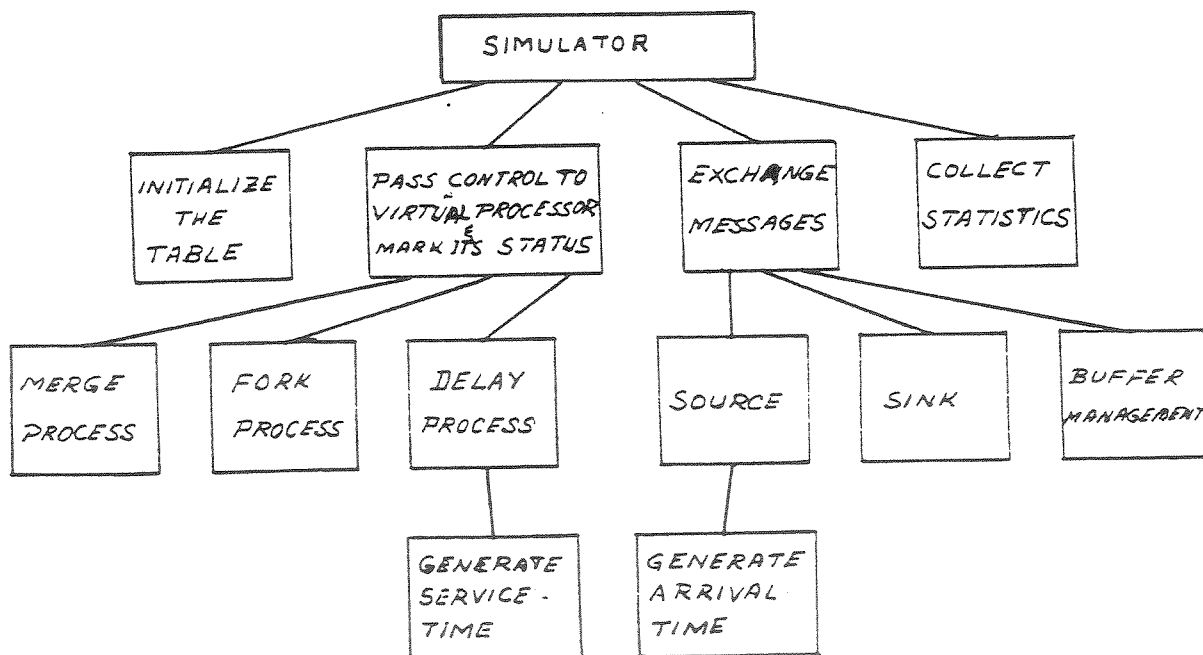 SIMULATOR
INITIALIZE
THE
TABLE
PASS CONTROL TO
VIRTUAL PROCESSOR
&
MARK ITS STATUS
EXCHANGE
MESSAGES
COLLECT
STATISTICS
MERGE
PROCESS
FORK
PROCESS
DELAY
PROCESS
SOURCE
SINK
BUFFER
MANAGEMENT
GENERATE
SERVICE-
TIME
GENERATE
ARRIVAL
TIME